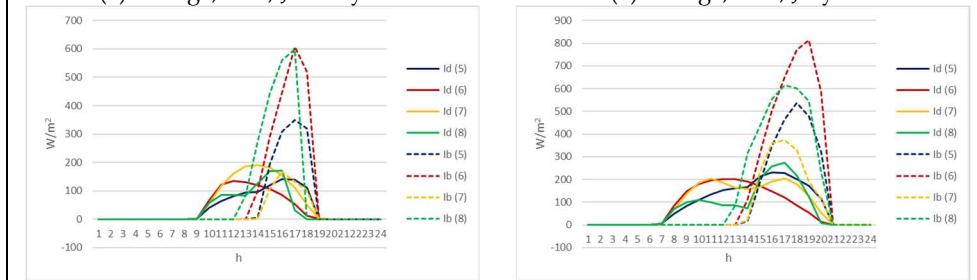 700
600
500
400
300
200
100
0
-100
W/m²
1 2 3 4 5 6 7 8 9 10 11 12 13 14 15 16 17 18 19 20 21 22 23 24
h
Id (5)
Id (6)
Id (7)
Id (8)
Ib (5)
Ib (6)
Ib (7)
Ib (8)
900
800
700
600
500
400
300
200
100
0
-100
W/m²
1 2 3 4 5 6 7 8 9 10 11 12 13 14 15 16 17 18 19 20 21 22 23 24
h
Id (5)
Id (6)
Id (7)
Id (8)
Ib (5)
Ib (6)
Ib (7)
Ib (8)